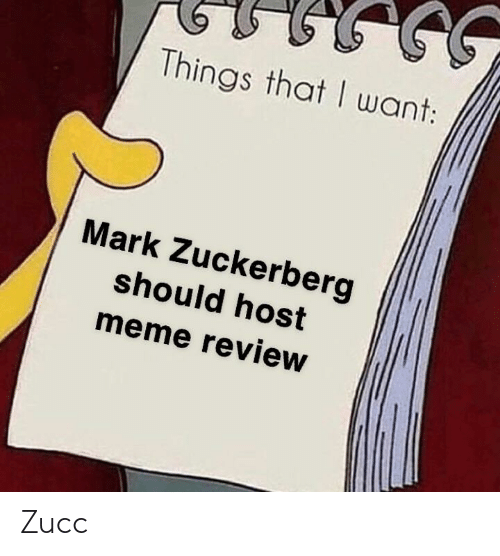 Things that I want:
Mark Zuckerberg
should host
meme review
Zucc